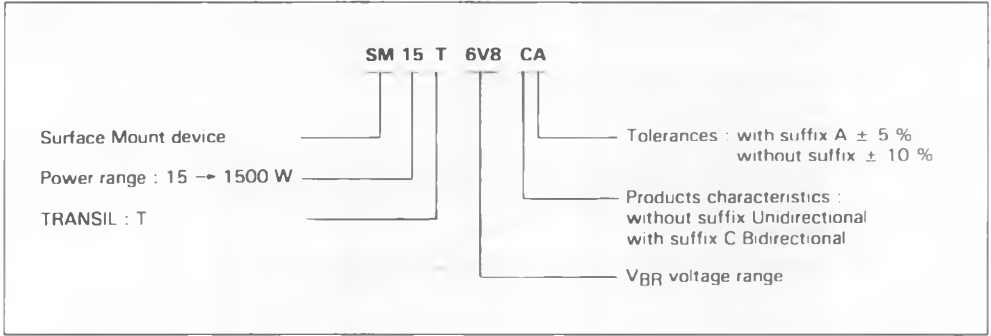 SM 15 T 6V8 CA
Surface Mount device
Power range : 15 → 1500 W
TRANSIL : T
Tolerances : with suffix A ± 5 %
without suffix ± 10 %
Products characteristics :
without suffix Unidirectional
with suffix C Bidirectional
VBR voltage range